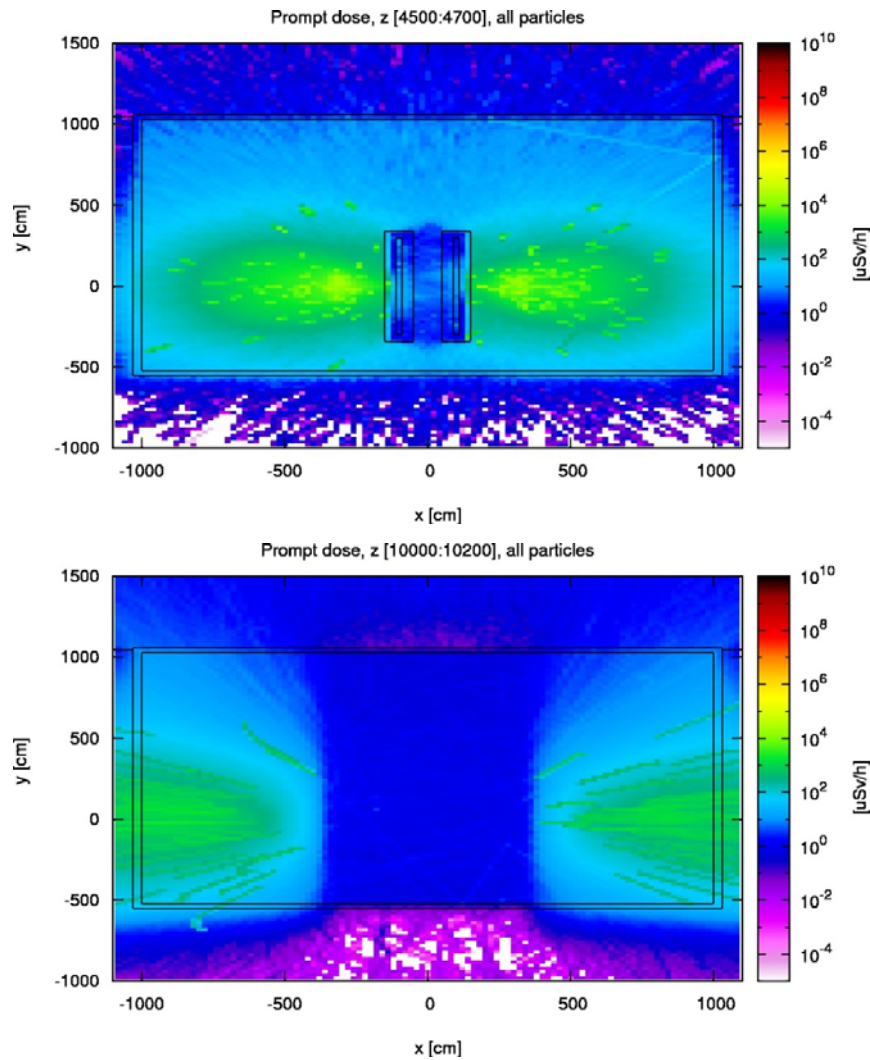 Prompt dose, z [4500:4700], all particles
1500
1000
500
0
-500
-1000
y [cm]
-1000 -500 0 500 1000
x [cm]
10^10
10^8
10^6
10^4
10^2
10^0
10^-2
10^-4
[uSv/h]
Prompt dose, z [10000:10200], all particles
1500
1000
500
0
-500
-1000
y [cm]
-1000 -500 0 500 1000
x [cm]
10^10
10^8
10^6
10^4
10^2
10^0
10^-2
10^-4
[uSv/h]